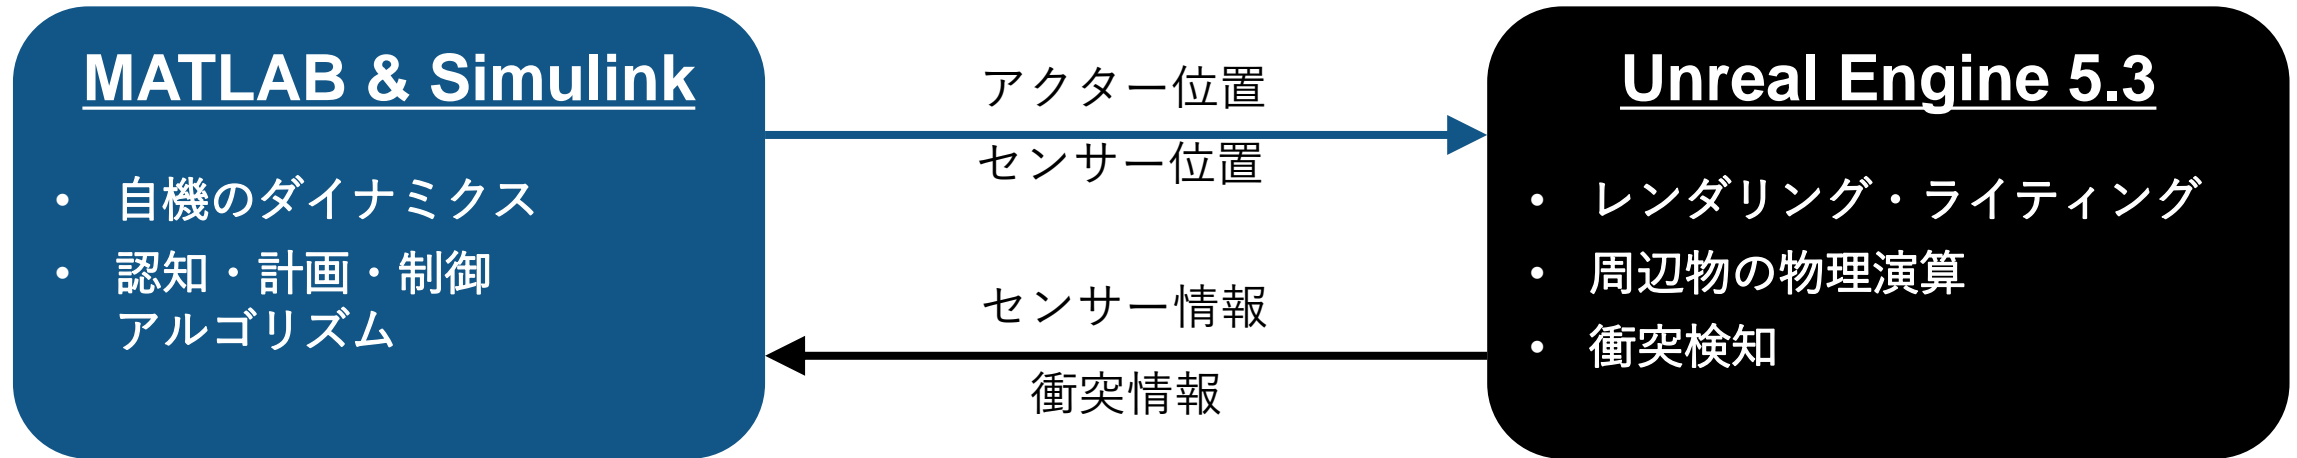 MATLAB & Simulink
• 自機のダイナミクス
• 認知・計画・制御
アルゴリズム
アクター位置
センサー位置
センサー情報
衝突情報
Unreal Engine 5.3
• レンダリング・ライティング
• 周辺物の物理演算
• 衝突検知